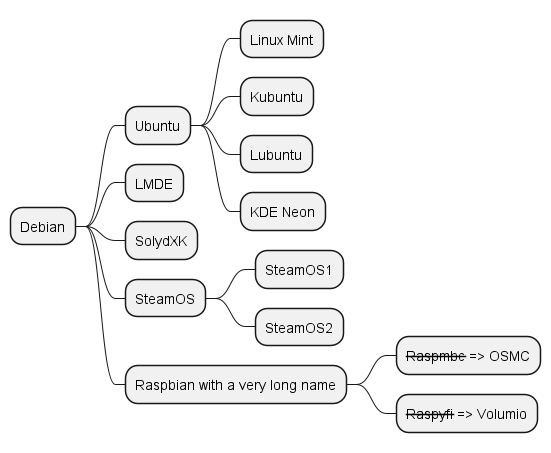 Debian
Ubuntu
Linux Mint
Kubuntu
Lubuntu
KDE Neon
LMDE
SolydXK
SteamOS
SteamOS1
SteamOS2
Raspbian with a very long name
Raspmbc => OSMC
Raspyfi => Volumio